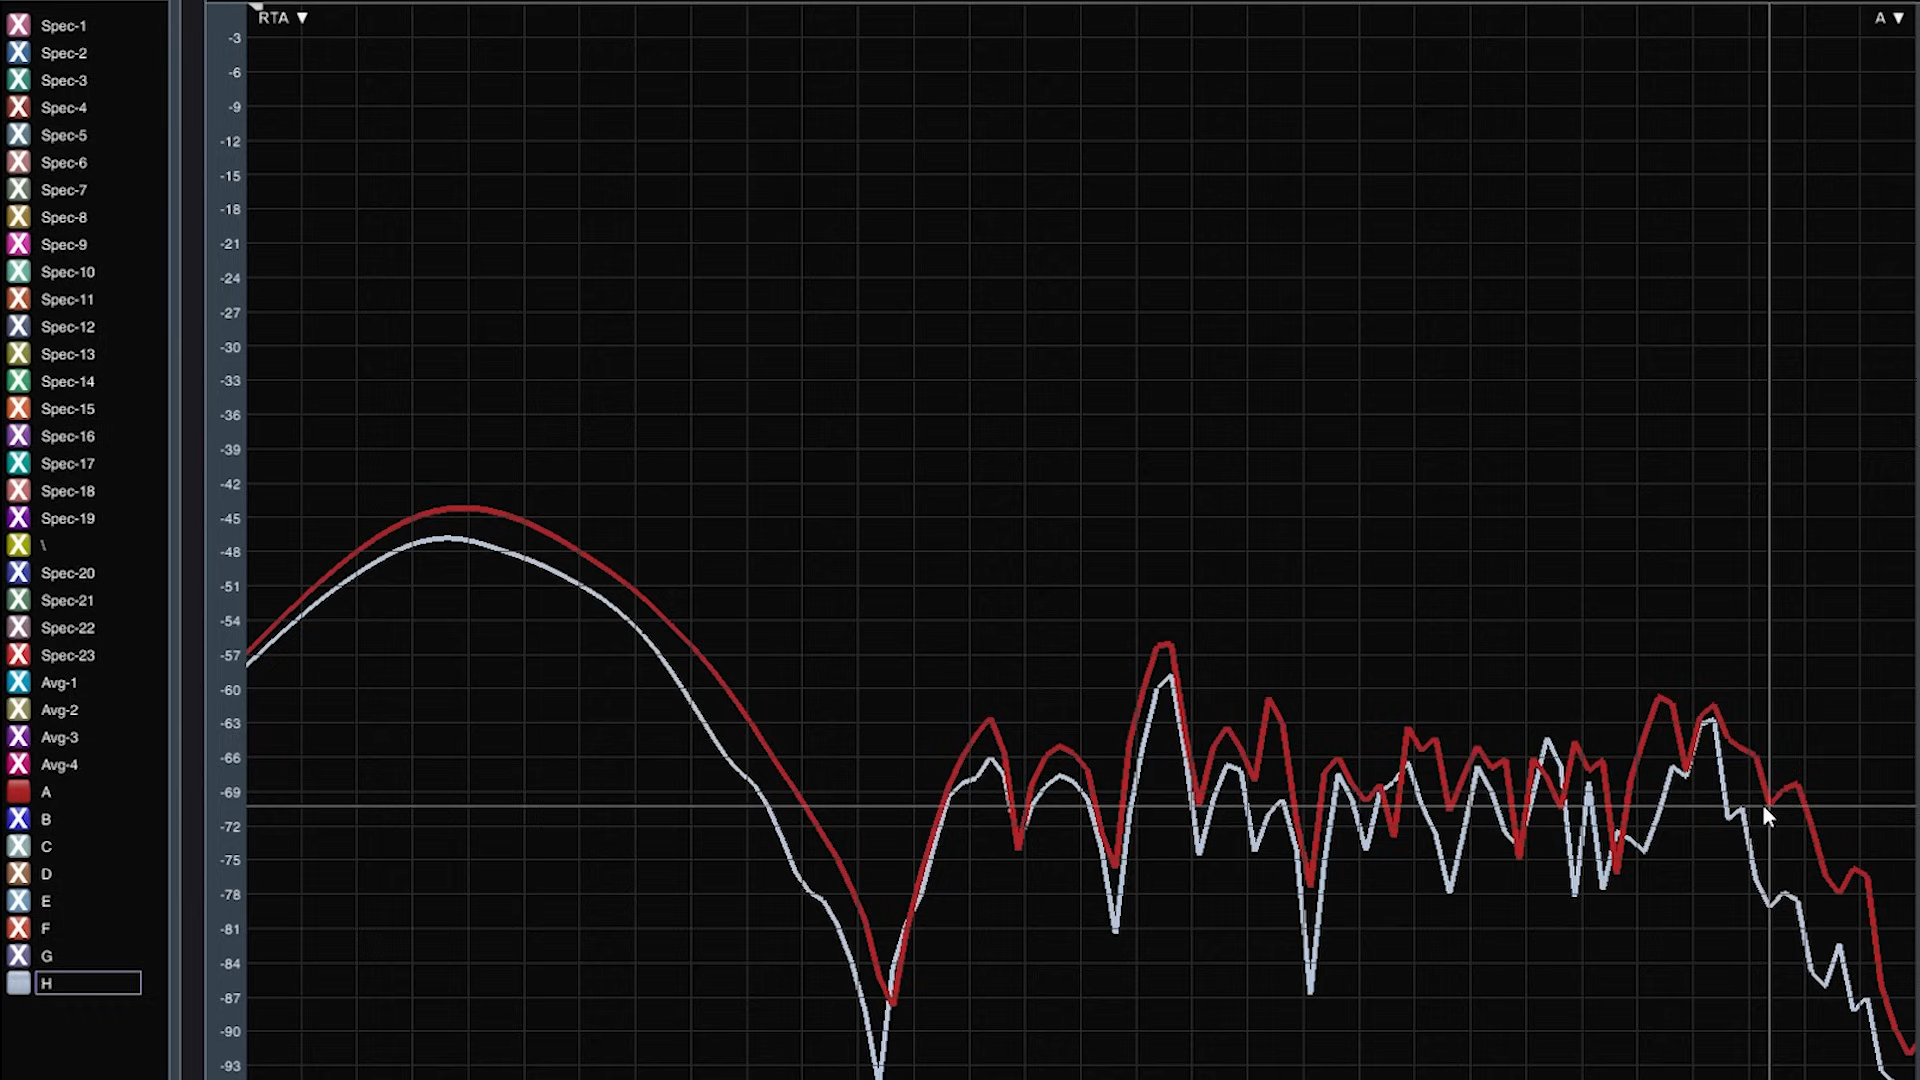 RTA ▼
A ▼
Spec-1
Spec-2
Spec-3
Spec-4
Spec-5
Spec-6
Spec-7
Spec-8
Spec-9
Spec-10
Spec-11
Spec-12
Spec-13
Spec-14
Spec-15
Spec-16
Spec-17
Spec-18
Spec-19
\
Spec-20
Spec-21
Spec-22
Spec-23
Avg-1
Avg-2
Avg-3
Avg-4
A
B
C
D
E
F
G
H
-3
-6
-9
-12
-15
-18
-21
-24
-27
-30
-33
-36
-39
-42
-45
-48
-51
-54
-57
-60
-63
-66
-69
-72
-75
-78
-81
-84
-87
-90
-93